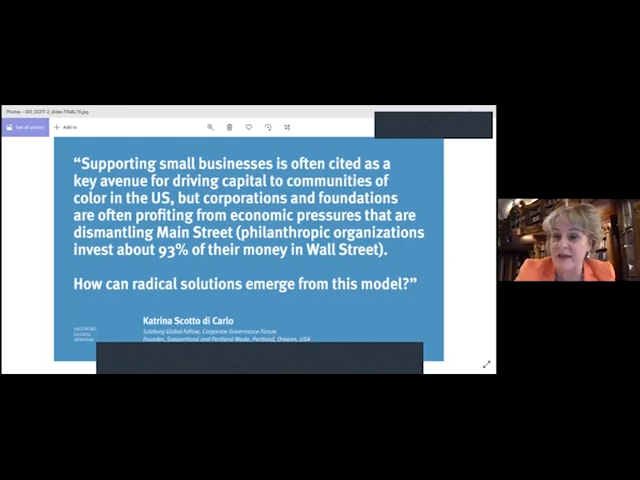 Photos - 683_DOTF 2_slides FINAL15.jpg
See all photos + Add to
“Supporting small businesses is often cited as a
key avenue for driving capital to communities of
color in the US, but corporations and foundations
are often profiting from economic pressures that are
dismantling Main Street (philanthropic organizations
invest about 93% of their money in Wall Street).
How can radical solutions emerge from this model?”
Katrina Scotto di Carlo
Salzburg Global Fellow, Corporate Governance Forum
Founder, Supportland and Portland Made, Portland, Oregon, USA
SALZBURG
GLOBAL
SEMINAR